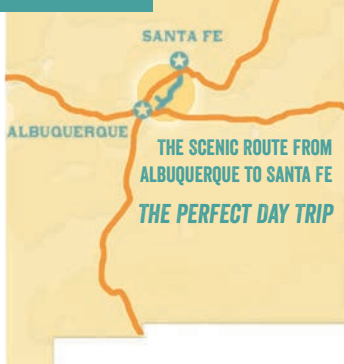 SANTA FE
ALBUQUERQUE
THE SCENIC ROUTE FROM
ALBUQUERQUE TO SANTA FE
THE PERFECT DAY TRIP